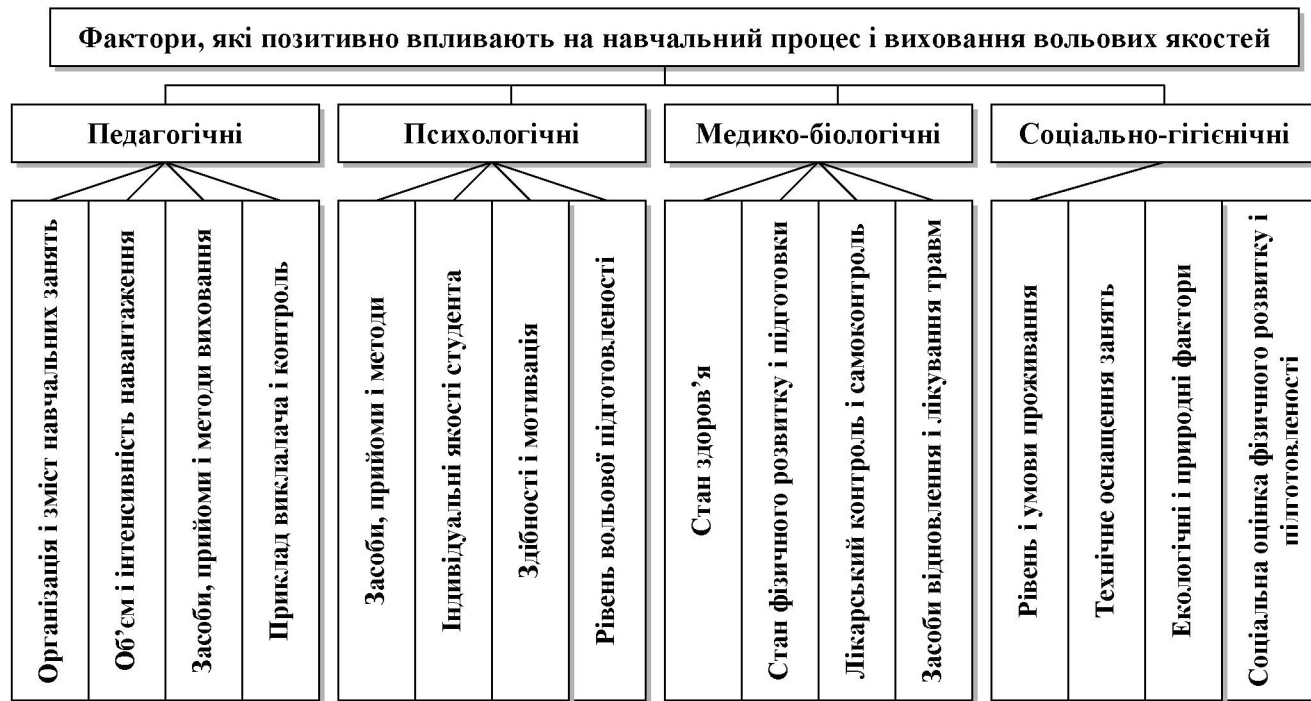 Фактори, які позитивно впливають на навчальний процес і виховання вольових якостей
Педагогічні
Організація і зміст навчальних занять
Об’єм і інтенсивність навантаження
Засоби, прийоми і методи виховання
Приклад викладача і контроль
Психологічні
Засоби, прийоми і методи
Індивідуальні якості студента
Здібності і мотивація
Рівень вольової підготовленості
Медико-біологічні
Стан здоров’я
Стан фізичного розвитку і підготовки
Лікарський контроль і самоконтроль
Засоби відновлення і лікування травм
Соціально-гігієнічні
Рівень і умови проживання
Технічне оснащення занять
Екологічні і природні фактори
Соціальна оцінка фізичного розвитку і
підготовленості